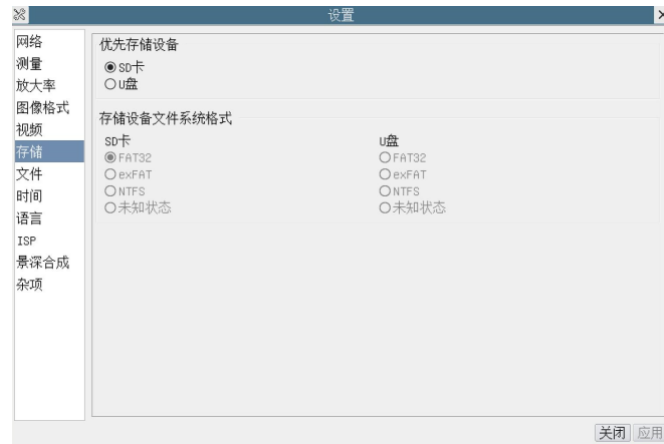 设置
网络
测量
放大率
图像格式
视频
存储
文件
时间
语言
ISP
景深合成
杂项
优先存储设备
SD卡
U盘
存储设备文件系统格式
SD卡 U盘
FAT32 FAT32
exFAT exFAT
NTFS NTFS
未知状态 未知状态
关闭 应用